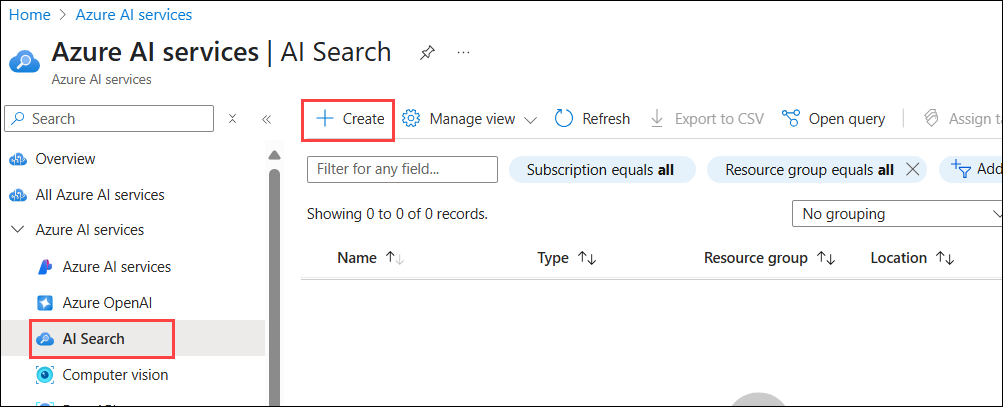 Home > Azure AI services
Azure AI services | AI Search ...
Azure AI services
Search
Overview
All Azure AI services
Azure AI services
Azure AI services
Azure OpenAI
AI Search
Computer vision
Create Manage view Refresh Export to CSV Open query Assign
Filter for any field... Subscription equals all Resource group equals all Add
Showing 0 to 0 of 0 records.
No grouping
Name Type Resource group Location